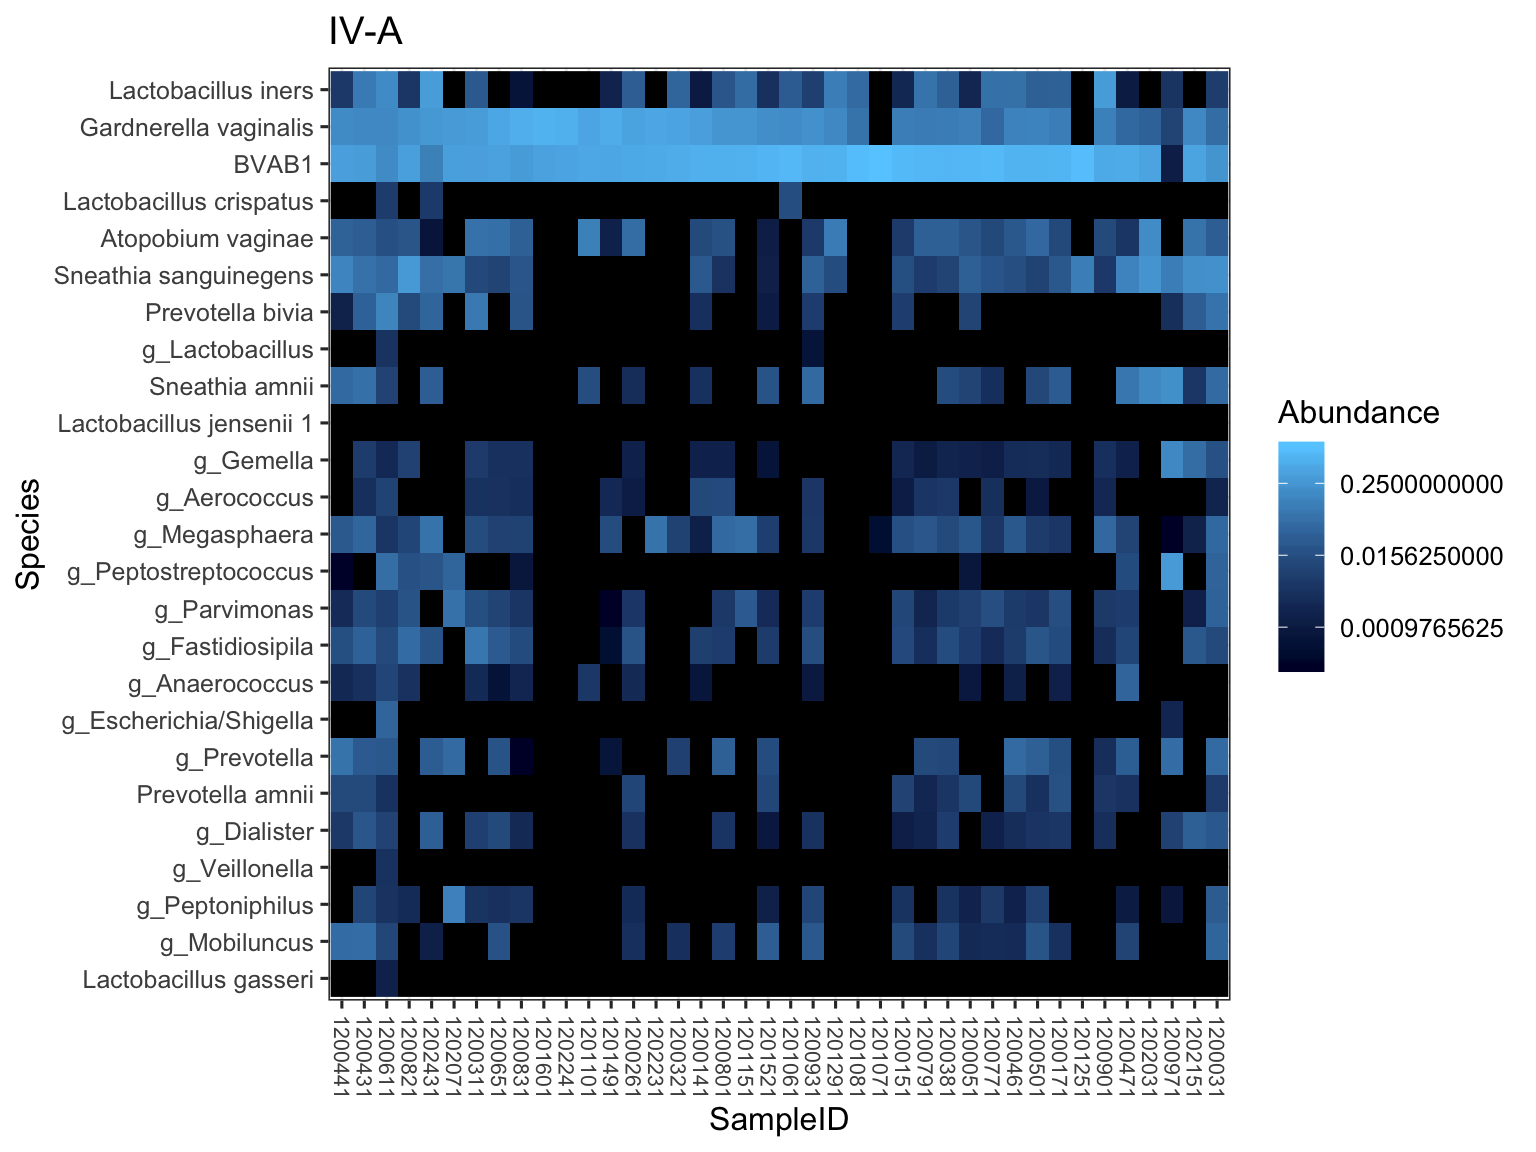 IV-A
Lactobacillus iners
Gardnerella vaginalis
BVAB1
Lactobacillus crispatus
Atopobium vaginae
Sneathia sanguinegens
Prevotella bivia
g_Lactobacillus
Sneathia amnii
Lactobacillus jensenii 1
g_Gemella
g_Aerococcus
g_Megasphaera
g_Peptostreptococcus
g_Parvimonas
g_Fastidiosipila
g_Anaerococcus
g_Escherichia/Shigella
g_Prevotella
Prevotella amnii
g_Dialister
g_Veillonella
g_Peptoniphilus
g_Mobiluncus
Lactobacillus gasseri
Species
Abundance
0.2500000000
0.0156250000
0.0009765625
1200441
1200431
1200611
1200821
1202431
1202071
1200311
1200651
1200831
1201601
1202241
1201101
1201491
1200261
1202231
1200321
1200141
1200801
1201151
1201521
1201061
1200931
1201291
1201081
1201071
1200151
1200791
1200381
1200051
1200771
1200461
1200501
1200171
1201251
1200901
1200471
1202031
1200971
1202151
1200031
SampleID